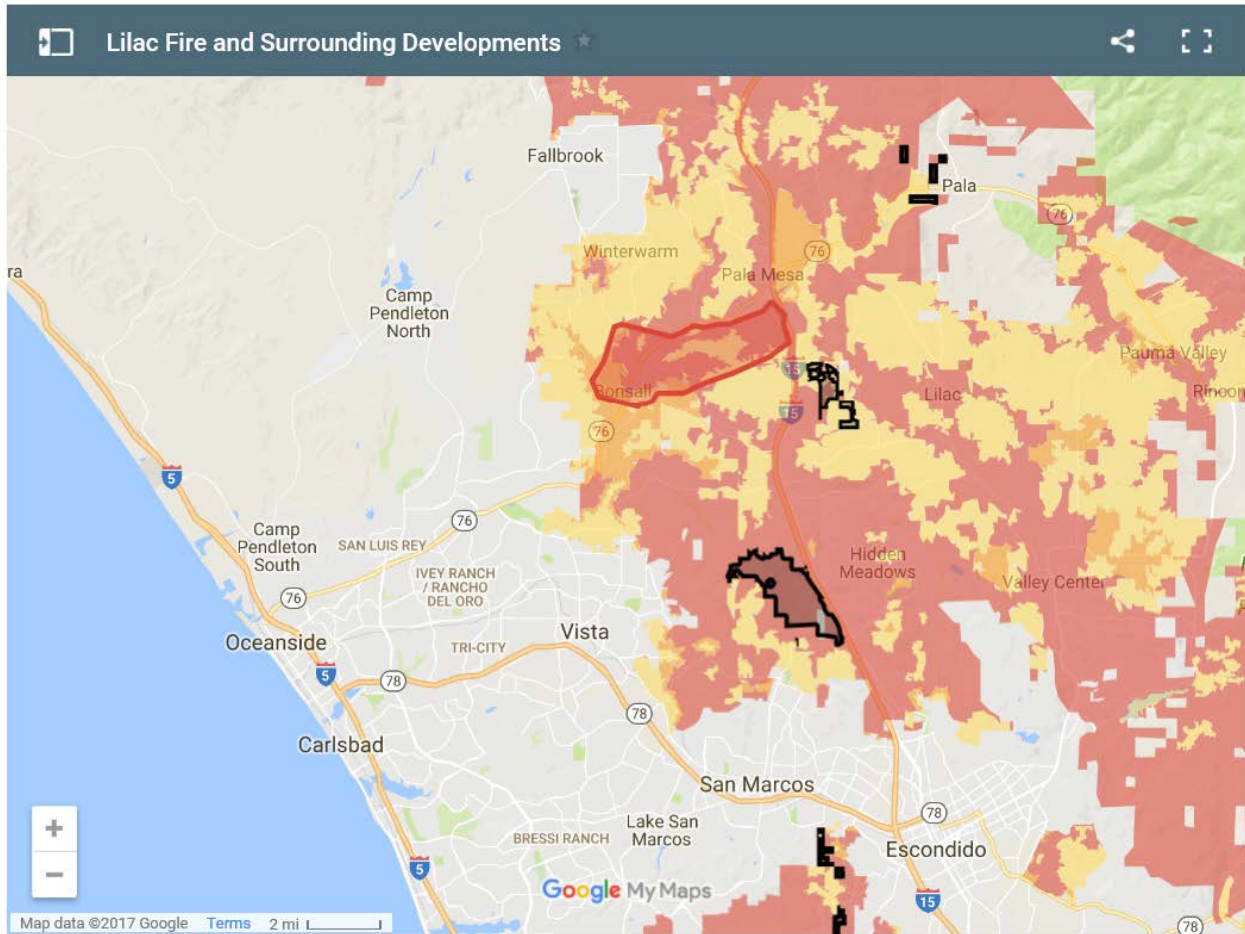 Lilac Fire and Surrounding Developments
Fallbrook
Pala
76
Winterwarm
76
Pala Mesa
ra
Camp
Pendleton
North
Pauma Valley
15
Bonsall
Lilac
Rincon
15
76
5
76
Camp
Pendleton
South
SAN LUIS REY
Hidden
Meadows
IVEY RANCH
/ RANCHO
DEL ORO
Valley Center
76
Oceanside
Vista
TRI-CITY
5
78
78
Carlsbad
San Marcos
78
Lake San
Marcos
BRESSI RANCH
Escondido
5
15
78
+
−
Google My Maps
Map data ©2017 Google Terms 2 mi